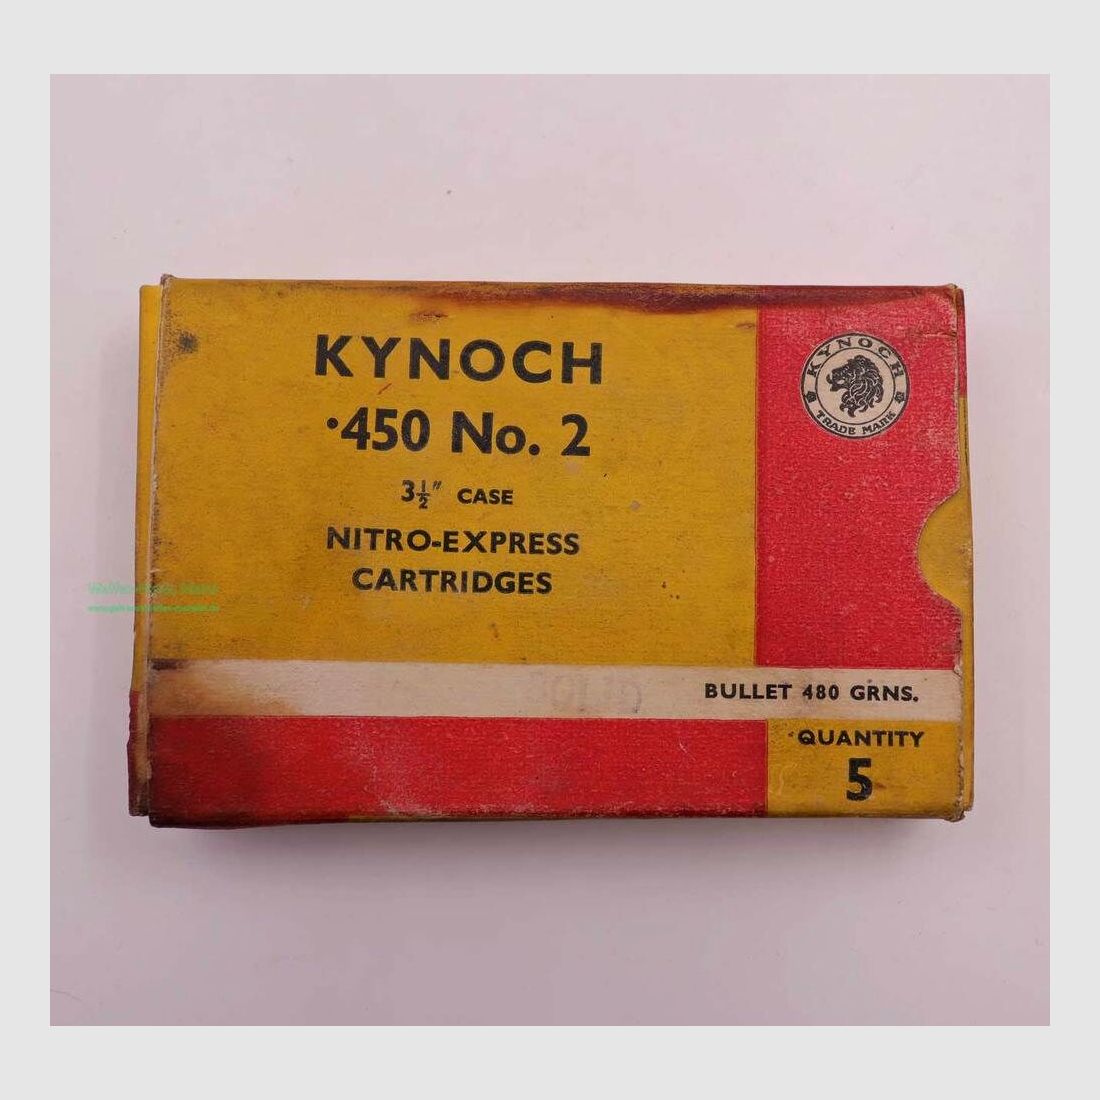 KYNOCH
·450 No. 2
3½" CASE
NITRO-EXPRESS
CARTRIDGES
KYNOCH
TRADE MARK
BULLET 480 GRNS.
QUANTITY
5